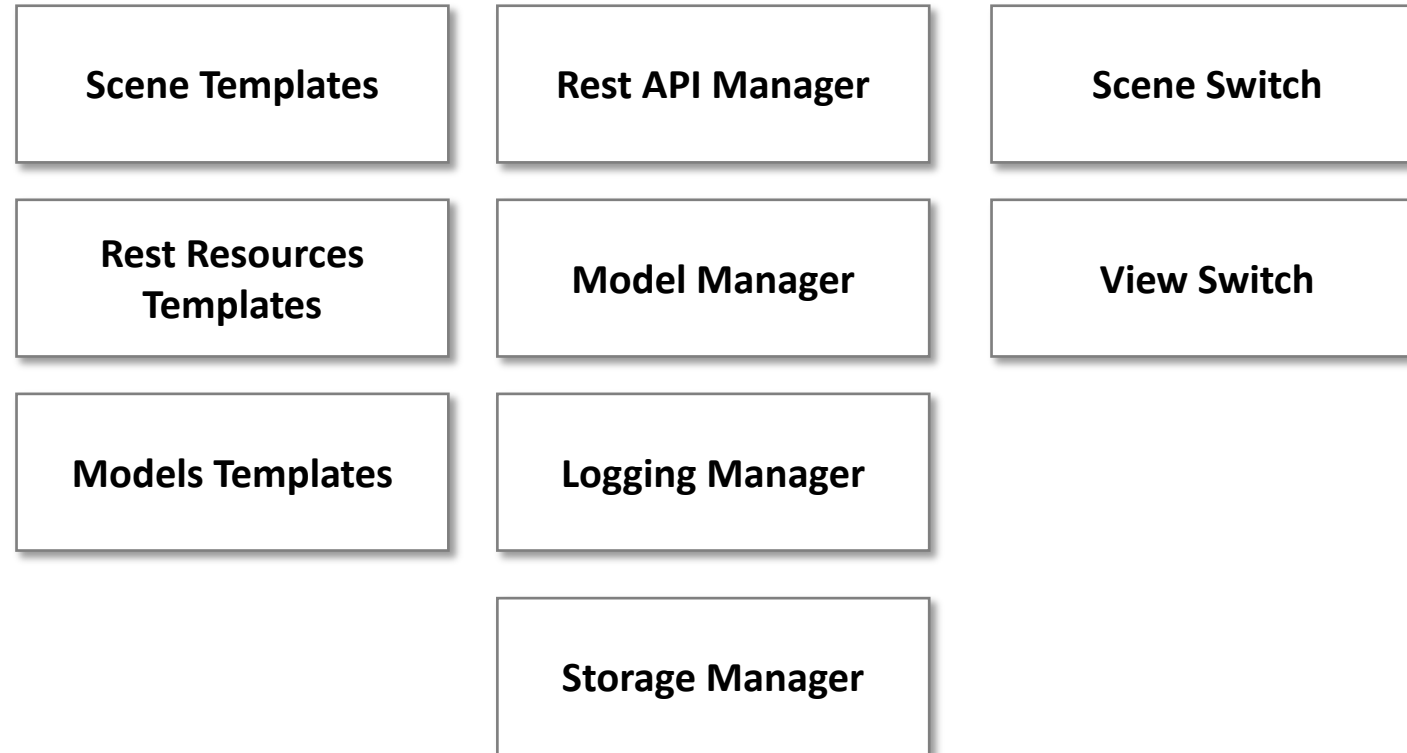 Scene Templates
Rest API Manager
Scene Switch
Rest Resources
Templates
Model Manager
View Switch
Models Templates
Logging Manager
Storage Manager